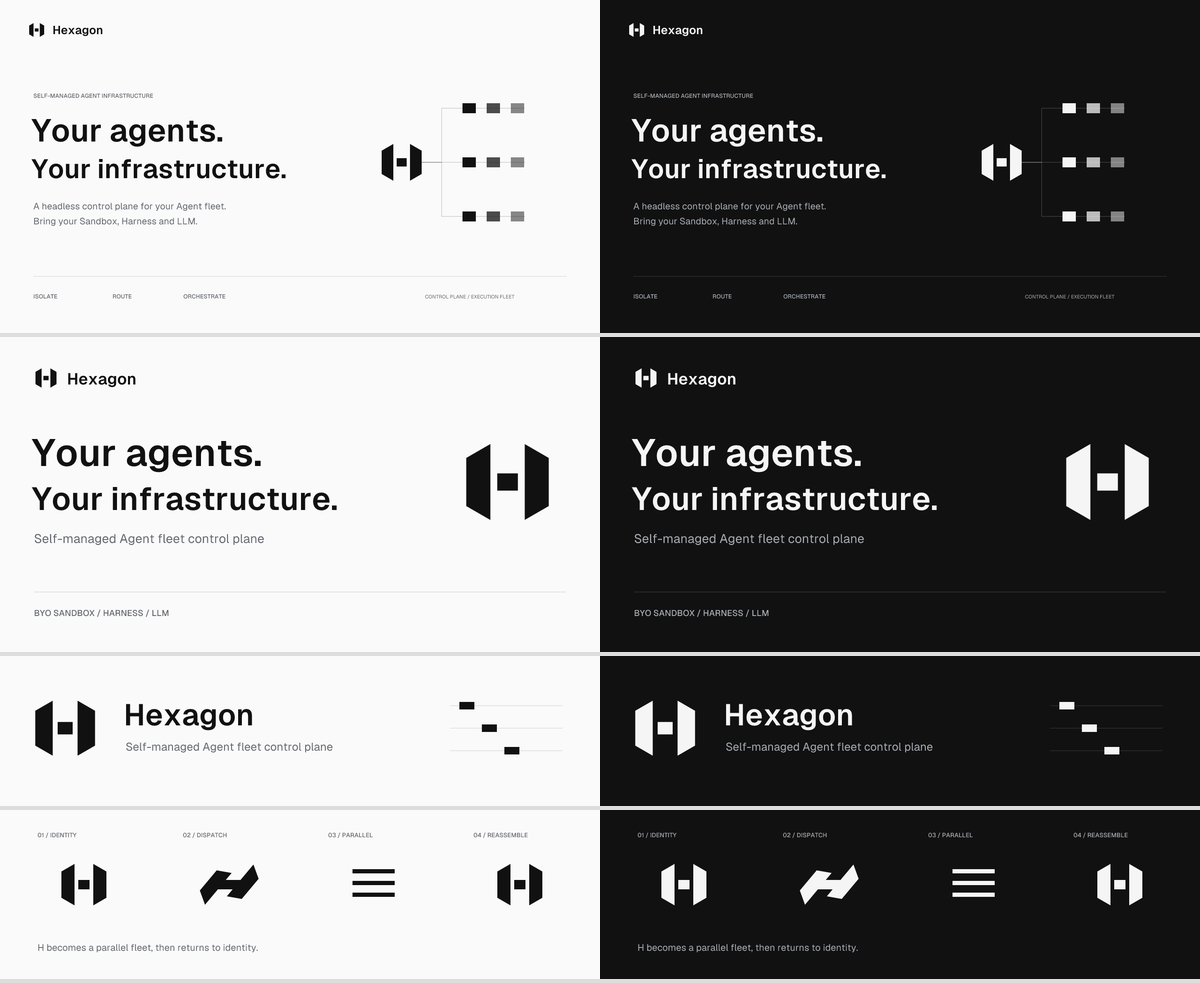 Hexagon
SELF-MANAGED AGENT INFRASTRUCTURE
Your agents.
Your infrastructure.
A headless control plane for your Agent fleet.
Bring your Sandbox, Harness and LLM.
ISOLATE ROUTE ORCHESTRATE CONTROL PLANE / EXECUTION FLEET
Hexagon
SELF-MANAGED AGENT INFRASTRUCTURE
Your agents.
Your infrastructure.
A headless control plane for your Agent fleet.
Bring your Sandbox, Harness and LLM.
ISOLATE ROUTE ORCHESTRATE CONTROL PLANE / EXECUTION FLEET
Hexagon
Your agents.
Your infrastructure.
Self-managed Agent fleet control plane
BYO SANDBOX / HARNESS / LLM
Hexagon
Your agents.
Your infrastructure.
Self-managed Agent fleet control plane
BYO SANDBOX / HARNESS / LLM
Hexagon
Self-managed Agent fleet control plane
Hexagon
Self-managed Agent fleet control plane
01 / IDENTITY 02 / DISPATCH 03 / PARALLEL 04 / REASSEMBLE
H becomes a parallel fleet, then returns to identity.
01 / IDENTITY 02 / DISPATCH 03 / PARALLEL 04 / REASSEMBLE
H becomes a parallel fleet, then returns to identity.